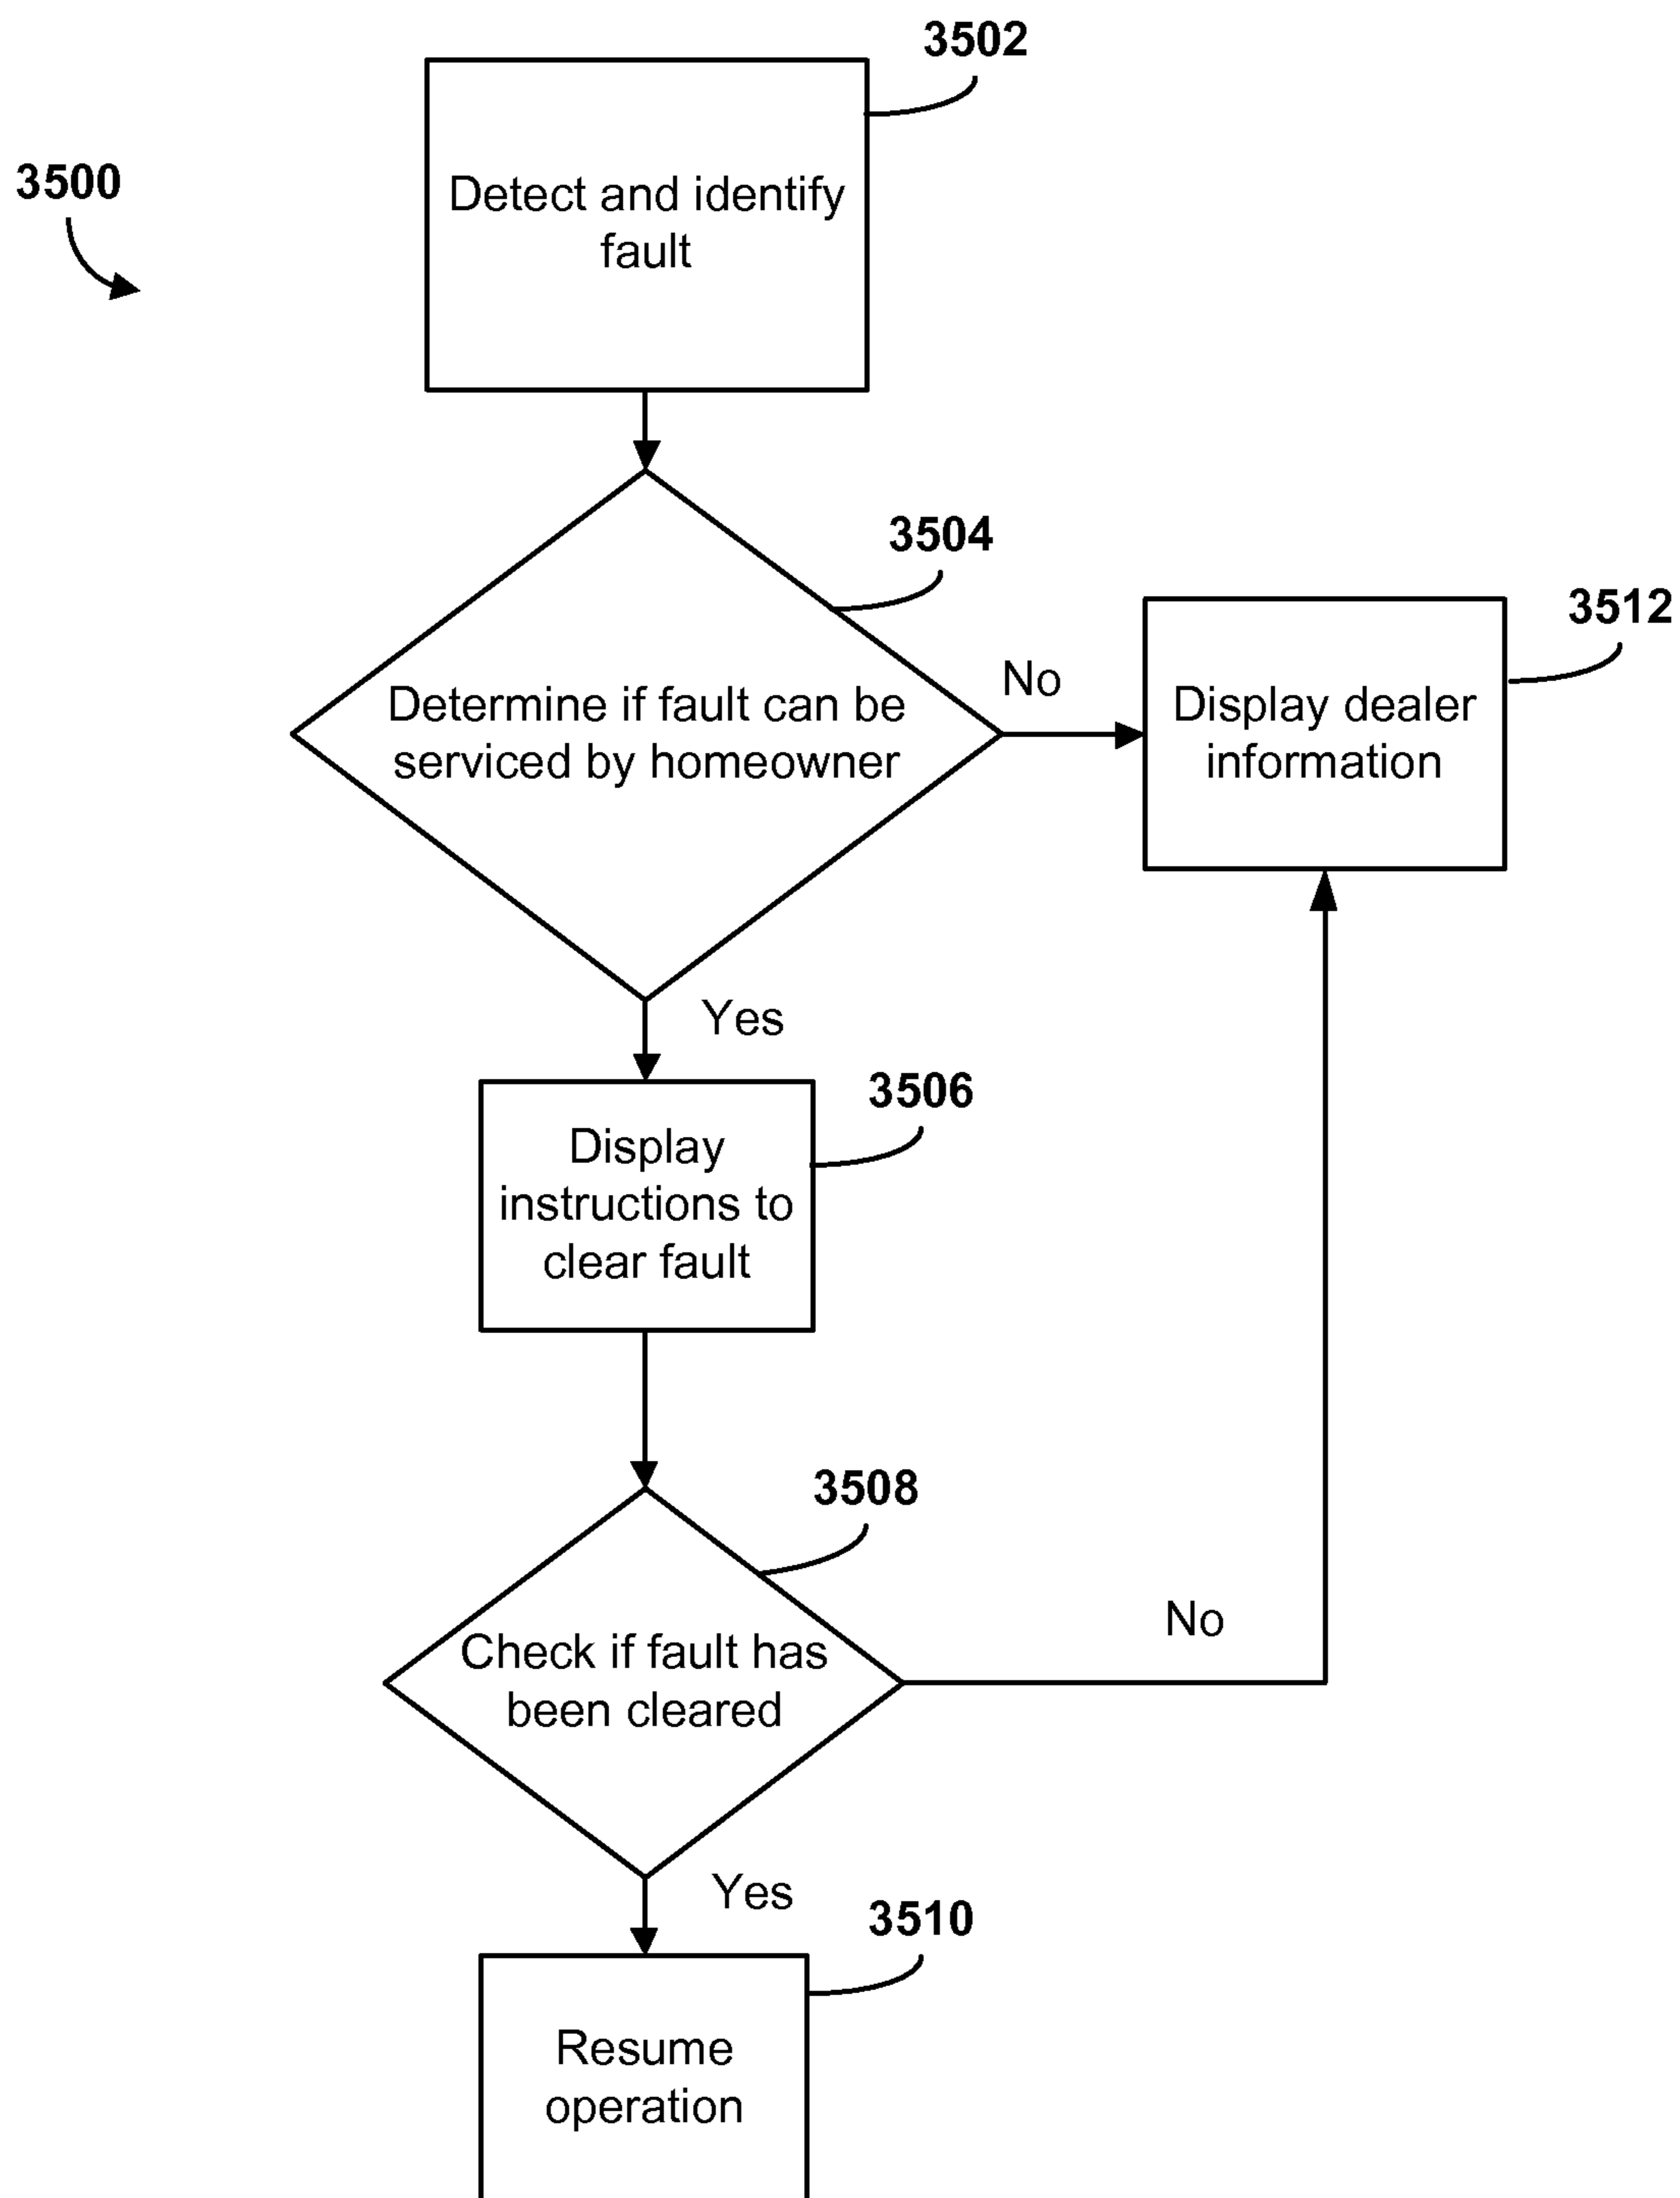 3502
3500
Detect and identify
fault
3504
3512
No
Determine if fault can be
serviced by homeowner
Display dealer
information
Yes
3506
Display
instructions to
clear fault
3508
No
Check if fault has
been cleared
Yes
3510
Resume
operation